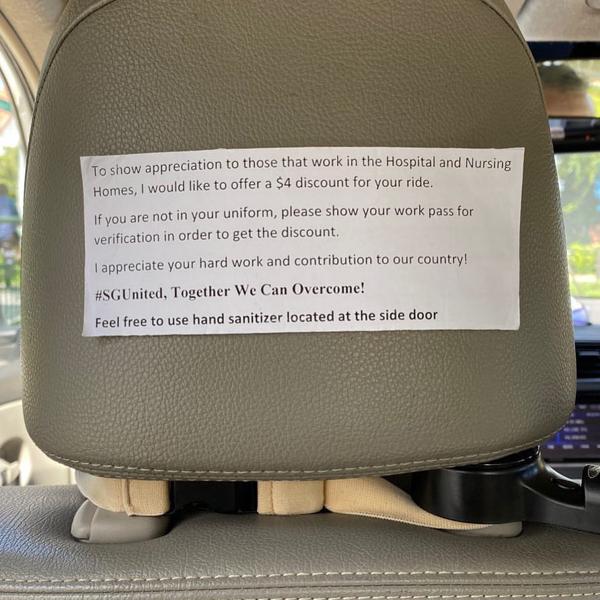 To show appreciation to those that work in the Hospital and Nursing
Homes, I would like to offer a $4 discount for your ride.
If you are not in your uniform, please show your work pass for
verification in order to get the discount.
I appreciate your hard work and contribution to our country!
#SGUnited, Together We Can Overcome!
Feel free to use hand sanitizer located at the side door